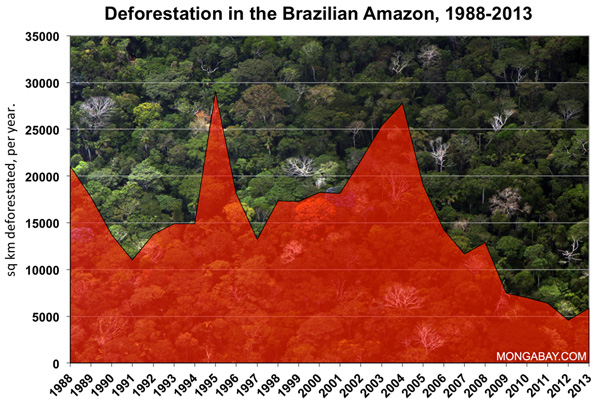 Deforestation in the Brazilian Amazon, 1988-2013
sq km deforestated, per year.
35000
30000
25000
20000
15000
10000
5000
0
MONGABAY.COM
1988 1989 1990 1991 1992 1993 1994 1995 1996 1997 1998 1999 2000 2001 2002 2003 2004 2005 2006 2007 2008 2009 2010 2011 2012 2013